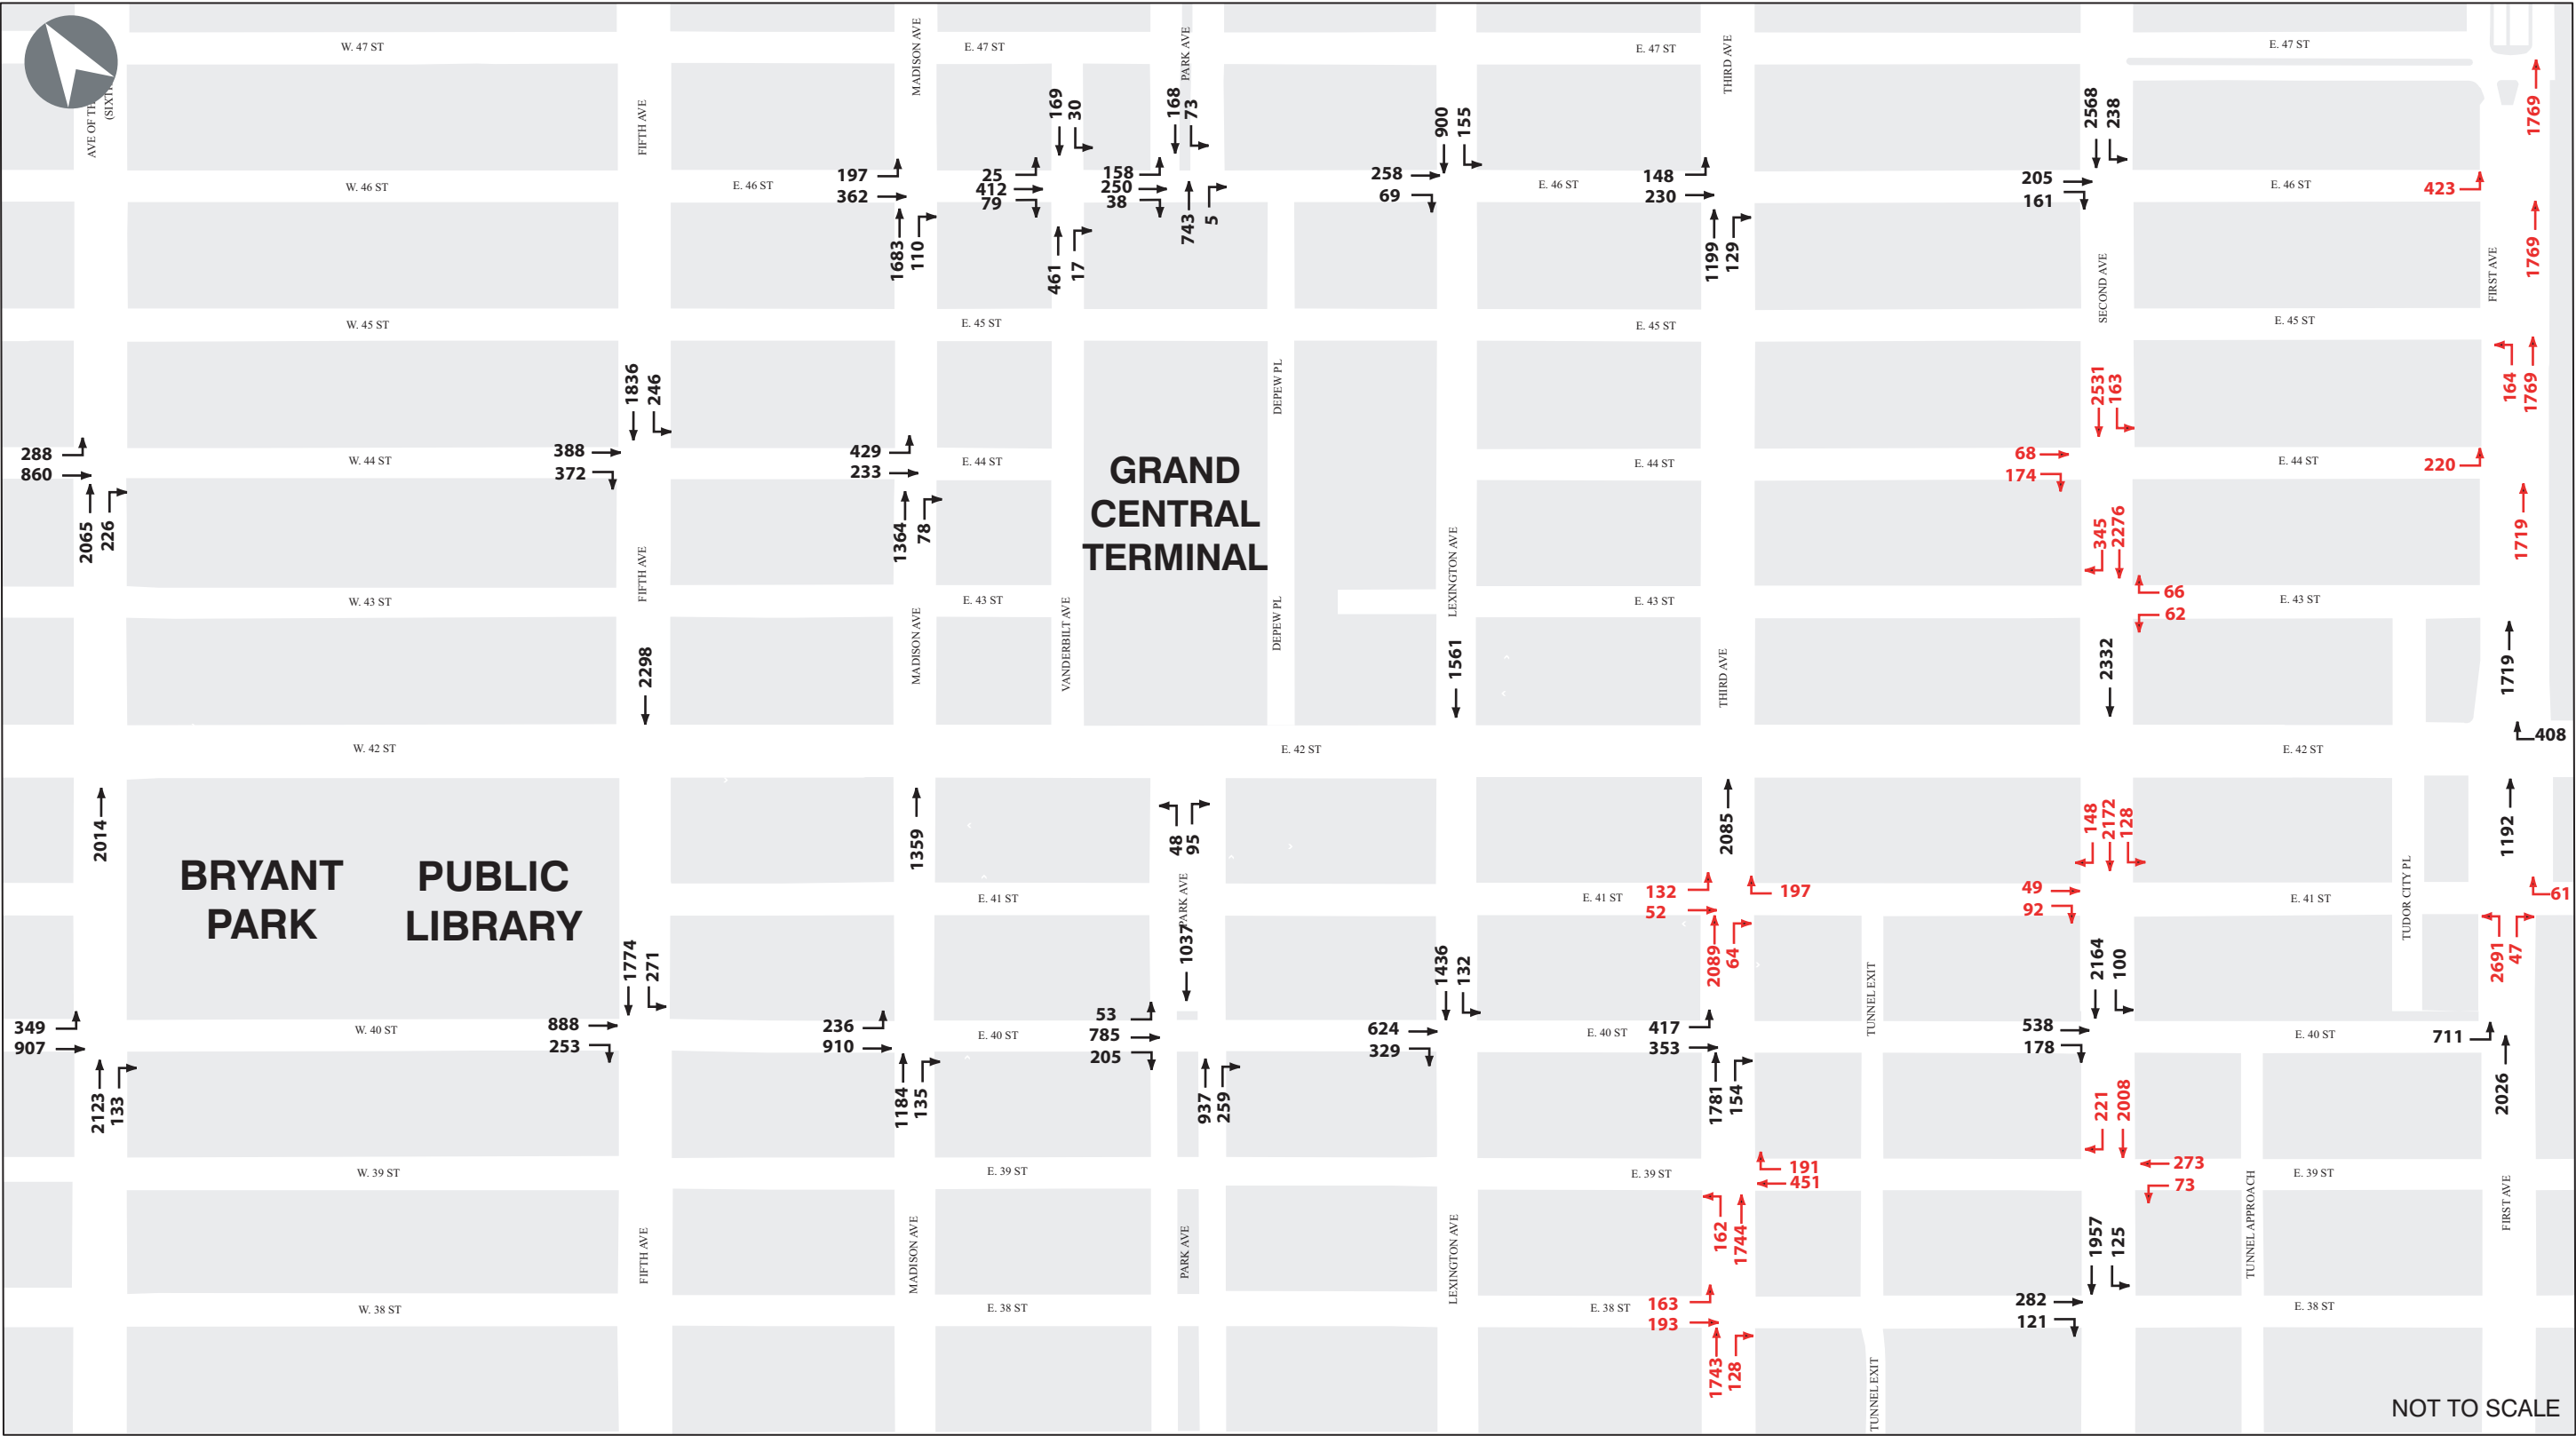 W. 47 ST
E. 47 ST
E. 47 ST
E. 47 ST
AVE OF TH
(SIXT
FIFTH AVE
MADISON AVE
PARK AVE
THIRD AVE
169
30
168
73
900
155
2568
238
1769
197
362
25
412
79
158
250
38
258
69
148
230
205
161
423
W. 46 ST
E. 46 ST
E. 46 ST
E. 46 ST
1683
110
461
17
743
5
1199
129
SECOND AVE
FIRST AVE
1769
W. 45 ST
E. 45 ST
E. 45 ST
E. 45 ST
1836
246
DEPEW PL
2531
163
164
1769
288
860
388
372
429
233
68
174
220
W. 44 ST
E. 44 ST
E. 44 ST
E. 44 ST
GRAND
CENTRAL
TERMINAL
2065
226
1364
78
345
2276
1719
FIFTH AVE
LEXINGTON AVE
W. 43 ST
E. 43 ST
E. 43 ST
E. 43 ST
66
62
MADISON AVE
VANDERBILT AVE
DEPEW PL
THIRD AVE
2298
1561
2332
1719
408
W. 42 ST
E. 42 ST
E. 42 ST
2014
1359
48
95
2085
148
2172
128
1192
BRYANT
PARK
PUBLIC
LIBRARY
PARK AVE
TUDOR CITY PL
E. 41 ST
E. 41 ST
E. 41 ST
132
52
197
49
92
61
1774
271
1037
1436
132
2089
64
TUNNEL EXIT
2164
100
2691
47
349
907
888
253
236
910
53
785
205
624
329
417
353
538
178
711
W. 40 ST
E. 40 ST
E. 40 ST
E. 40 ST
2123
133
1184
135
937
259
1781
154
221
2008
2026
W. 39 ST
E. 39 ST
E. 39 ST
E. 39 ST
191
451
273
73
FIFTH AVE
MADISON AVE
PARK AVE
LEXINGTON AVE
162
1744
1957
125
TUNNEL APPROACH
FIRST AVE
W. 38 ST
E. 38 ST
E. 38 ST
E. 38 ST
163
193
282
121
1743
128
TUNNEL EXIT
NOT TO SCALE